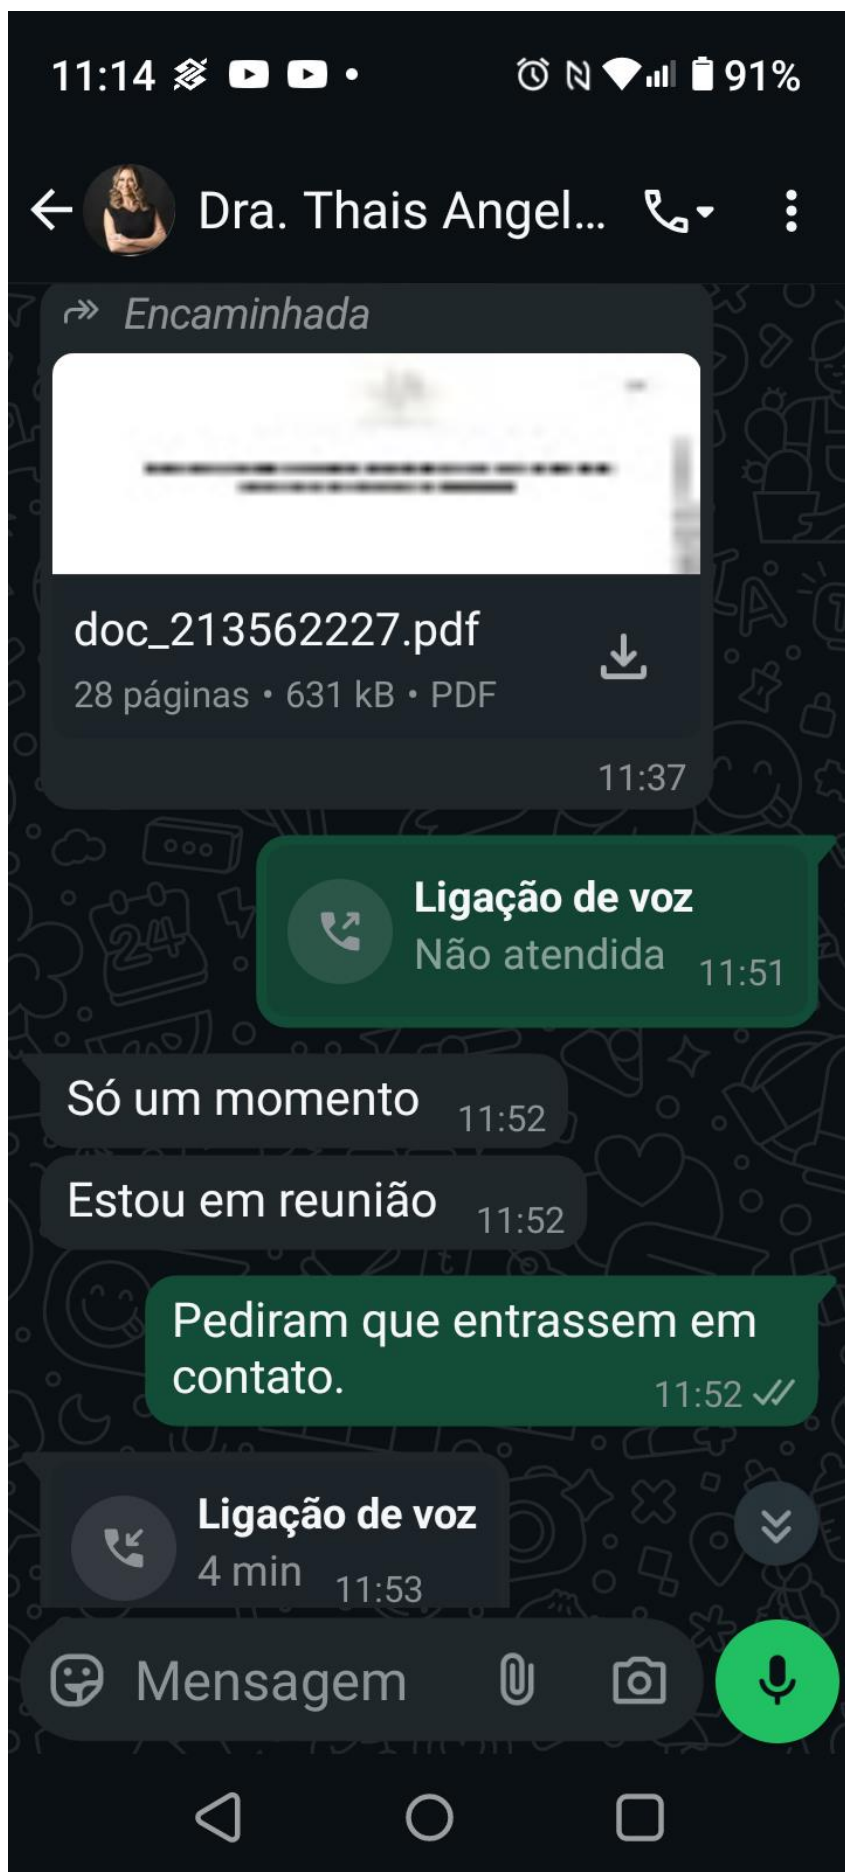 11:14
91%
Dra. Thais Angel...
Encaminhada
doc_213562227.pdf
28 páginas • 631 kB • PDF
11:37
Ligação de voz
Não atendida 11:51
Só um momento 11:52
Estou em reunião 11:52
Pediram que entrassem em
contato. 11:52
Ligação de voz
4 min 11:53
Mensagem